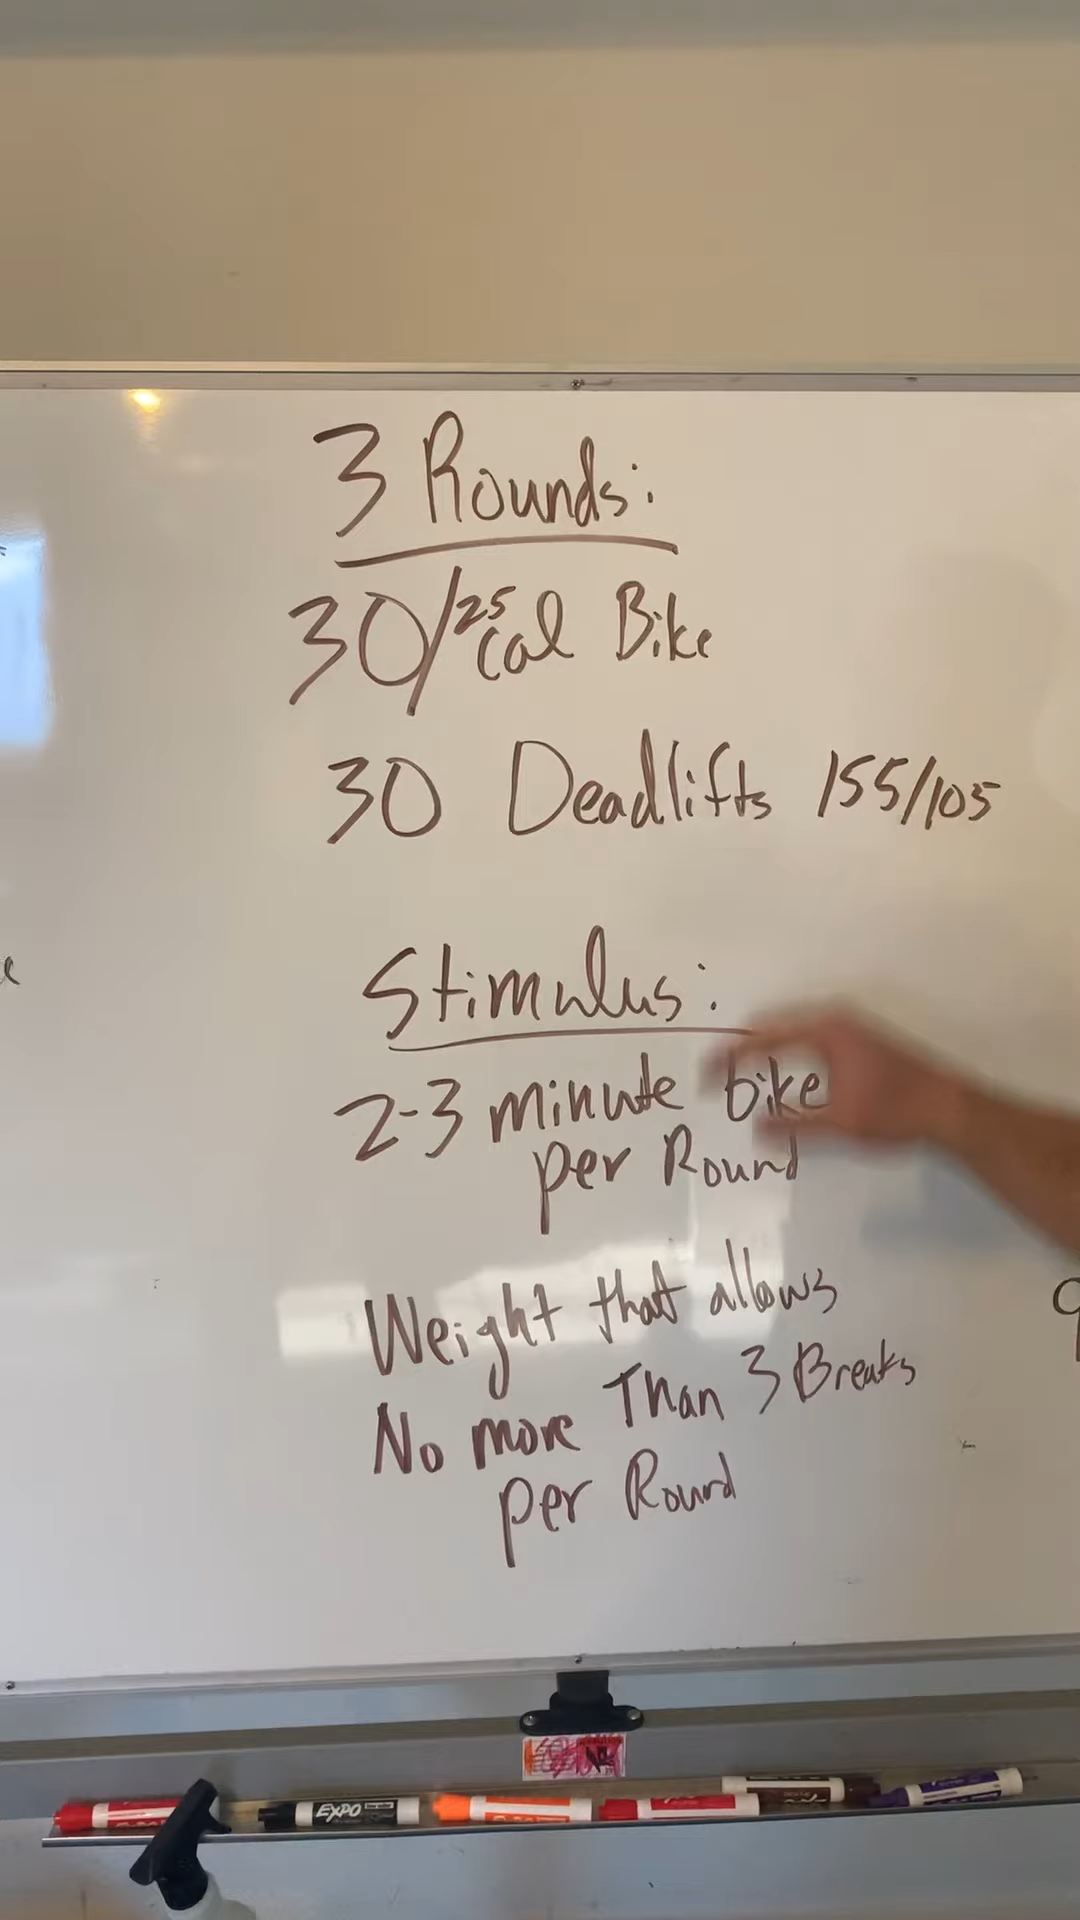 3 Rounds:
30/25 Cal Bike
30 Deadlifts 155/105
Stimulus:
2-3 minute bike
per Round
Weight that allows
No more Than 3 Breaks
per Round
EXPO